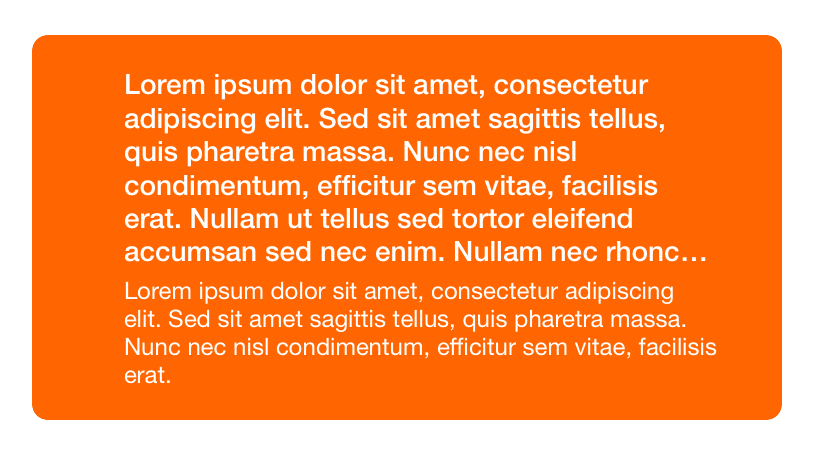 Lorem ipsum dolor sit amet, consectetur
adipiscing elit. Sed sit amet sagittis tellus,
quis pharetra massa. Nunc nec nisl
condimentum, efficitur sem vitae, facilisis
erat. Nullam ut tellus sed tortor eleifend
accumsan sed nec enim. Nullam nec rhonc…
Lorem ipsum dolor sit amet, consectetur adipiscing
elit. Sed sit amet sagittis tellus, quis pharetra massa.
Nunc nec nisl condimentum, efficitur sem vitae, facilisis
erat.